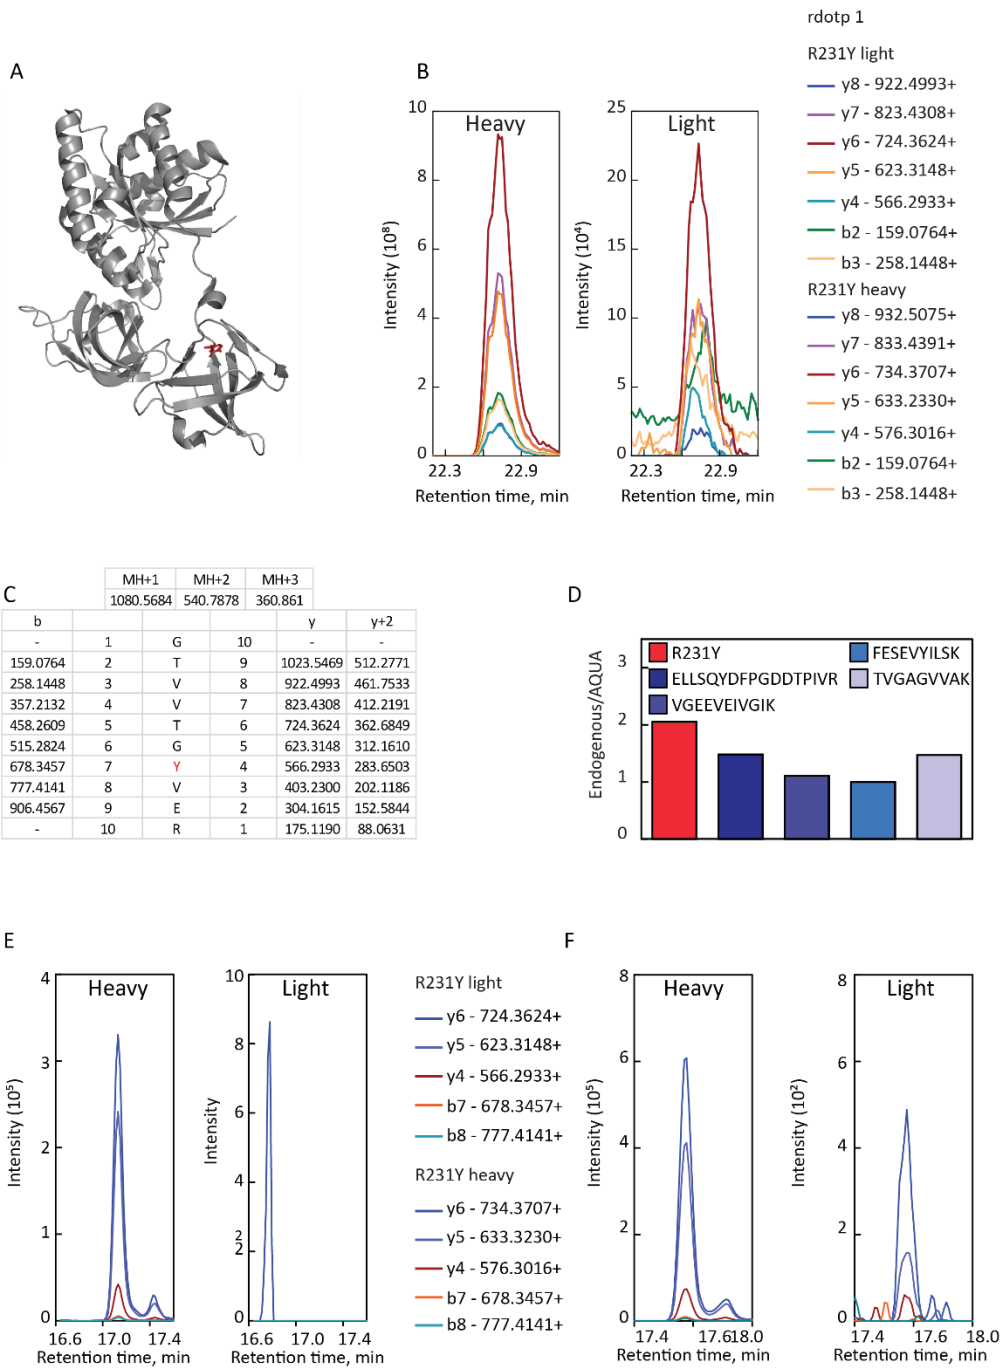 rdotp 1
A
B
R231Y light
y8 - 922.4993+
y7 - 823.4308+
y6 - 724.3624+
y5 - 623.3148+
y4 - 566.2933+
b2 - 159.0764+
b3 - 258.1448+
R231Y heavy
y8 - 932.5075+
y7 - 833.4391+
y6 - 734.3707+
y5 - 633.2330+
y4 - 576.3016+
b2 - 159.0764+
b3 - 258.1448+
Heavy
Intensity (10⁸)
10
8
6
4
2
0
22.3 22.9
Retention time, min
Light
Intensity (10⁴)
25
20
15
10
5
0
22.3 22.9
Retention time, min
C
MH+1 MH+2 MH+3
1080.5684 540.7878 360.861
b y y+2
- 1 G 10 - -
159.0764 2 T 9 1023.5469 512.2771
258.1448 3 V 8 922.4993 461.7533
357.2132 4 V 7 823.4308 412.2191
458.2609 5 T 6 724.3624 362.6849
515.2824 6 G 5 623.3148 312.1610
678.3457 7 Y 4 566.2933 283.6503
777.4141 8 V 3 403.2300 202.1186
906.4567 9 E 2 304.1615 152.5844
- 10 R 1 175.1190 88.0631
D
Endogenous/AQUA
3
2
1
0
R231Y
ELLSQYDFPGDDTPIVR
VGEEVEIVGIK
FESEVYILSK
TVGAGVVAK
E
Heavy
Intensity (10⁵)
4
3
2
1
0
16.6 17.0 17.4
Retention time, min
Light
Intensity
10
8
6
4
2
2
0
16.6 17.0 17.4
Retention time, min
R231Y light
y6 - 724.3624+
y5 - 623.3148+
y4 - 566.2933+
b7 - 678.3457+
b8 - 777.4141+
R231Y heavy
y6 - 734.3707+
y5 - 633.3230+
y4 - 576.3016+
b7 - 678.3457+
b8 - 777.4141+
F
Heavy
Intensity (10⁵)
8
6
4
2
0
17.4 17.6 18.0
Retention time, min
Light
Intensity (10²)
8
6
4
2
0
17.4 17.6 18.0
Retention time, min